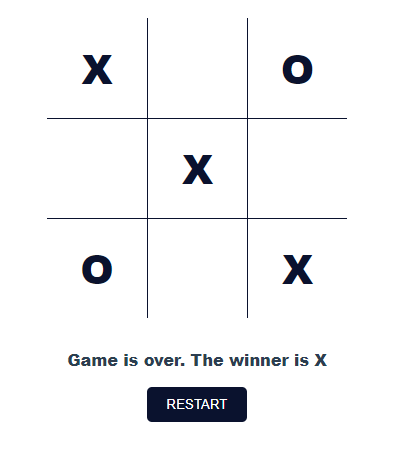 X O
X
O X
Game is over. The winner is X
RESTART